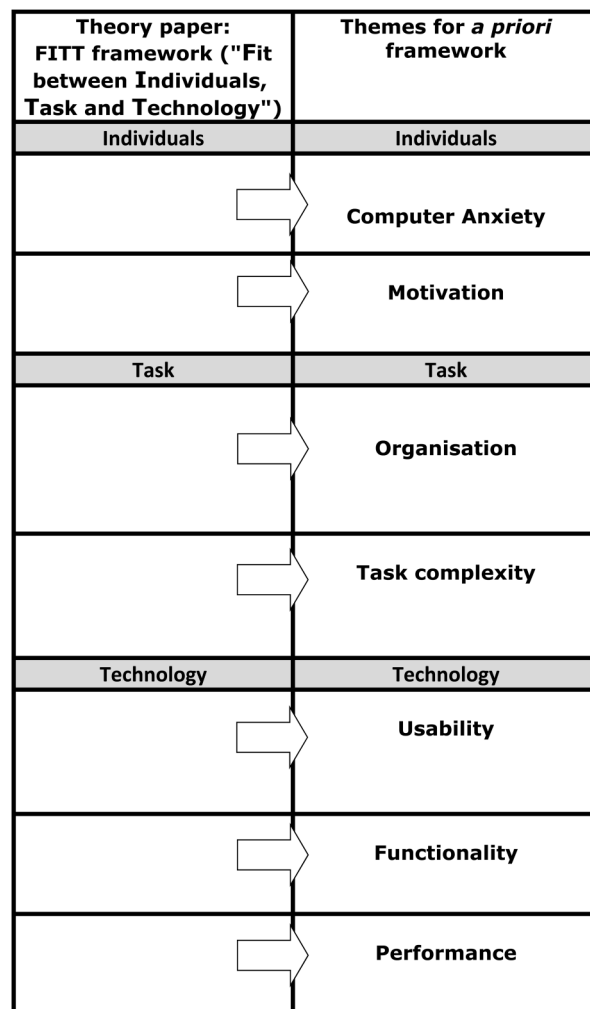 Theory paper:
FITT framework ("Fit
between Individuals,
Task and Technology")
Themes for a priori
framework
Individuals
Individuals
Computer Anxiety
Motivation
Task
Task
Organisation
Task complexity
Technology
Technology
Usability
Functionality
Performance